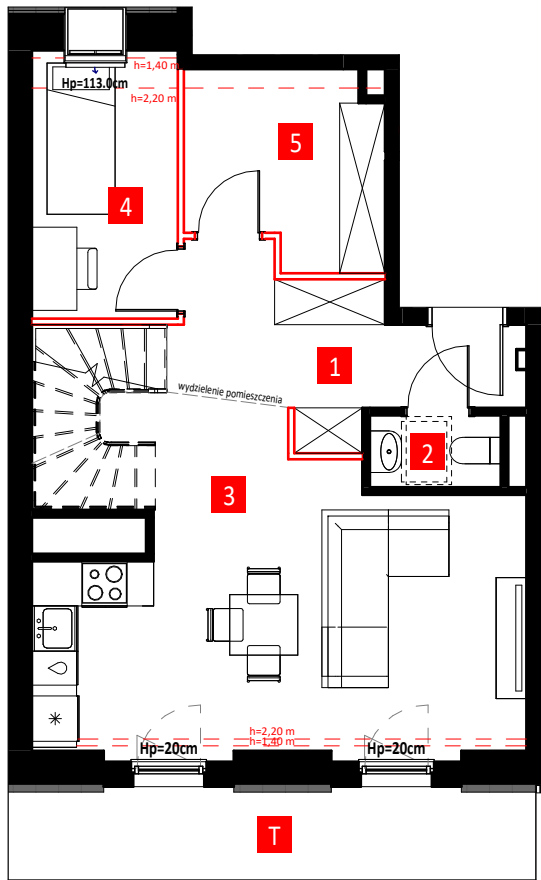 h=1,40 m
Hp=113.0cm
h=2,20 m
5
4
1
wydzielenie pomieszczenia
2
3
h=2,20 m
h=1,40 m
Hp=20cm
Hp=20cm
T